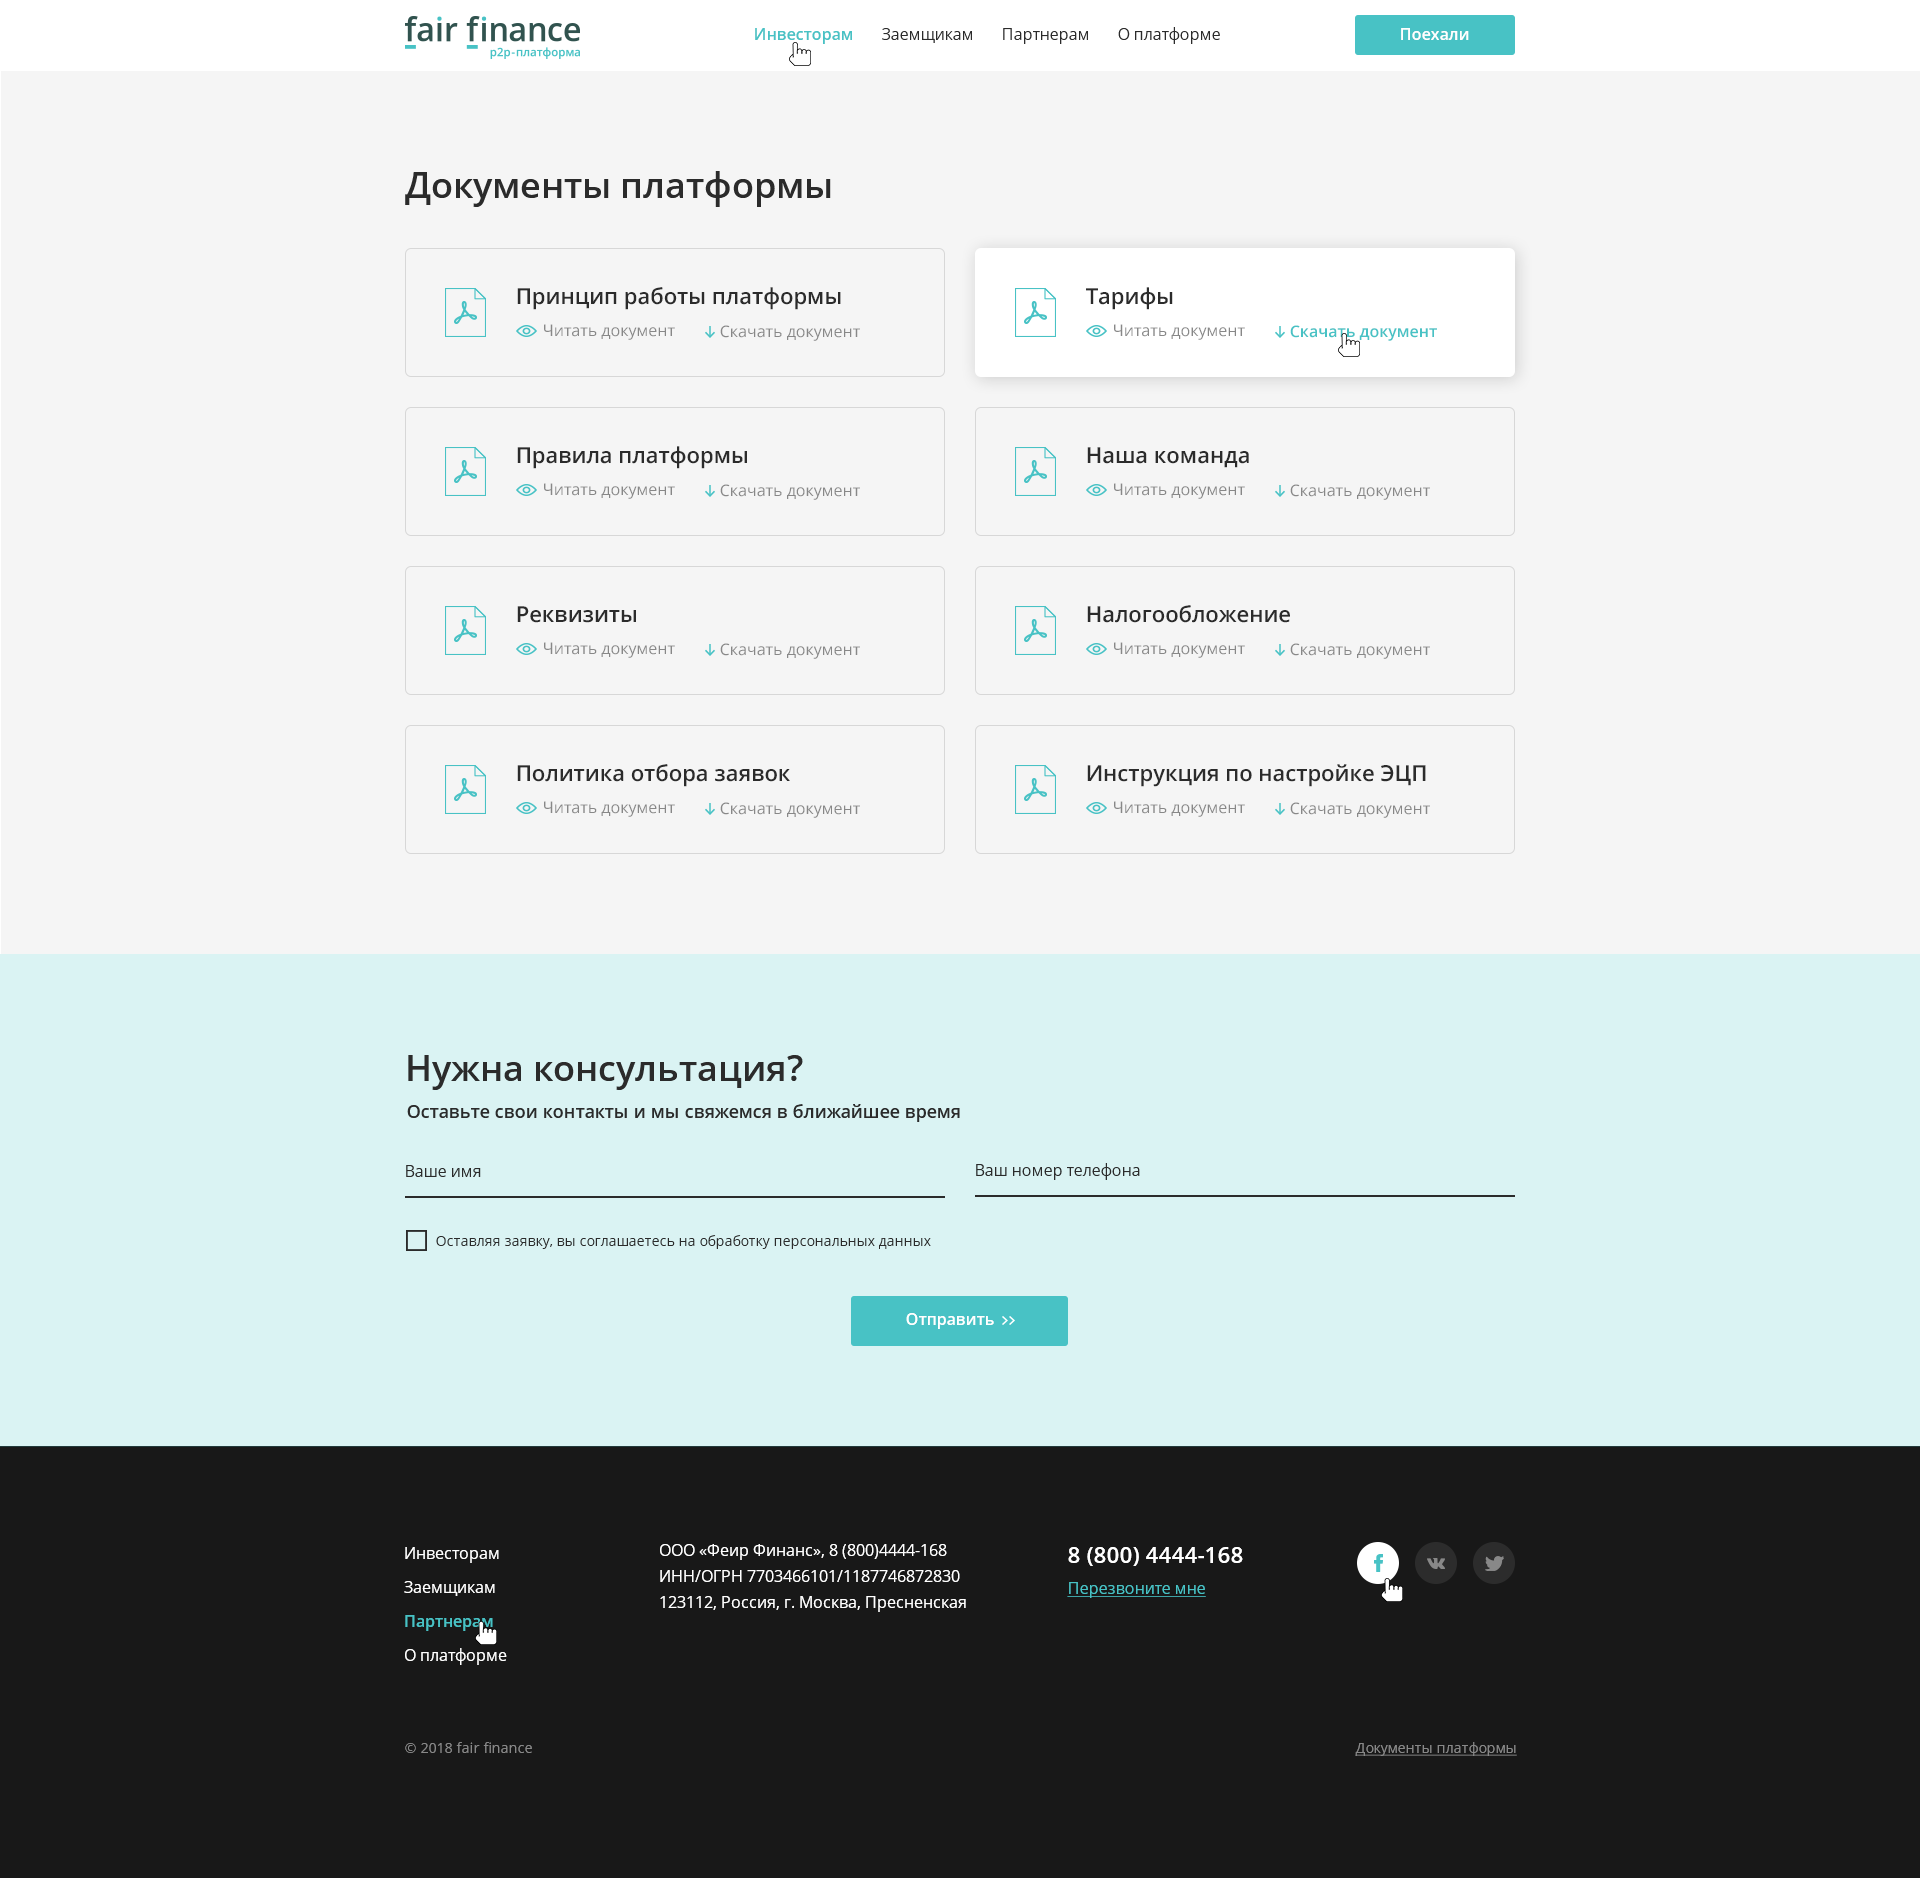 fair finance
p2p-платформа
Инвесторам
Заемщикам
Партнерам
О платформе
Поехали
Документы платформы
Принцип работы платформы
Читать документ
Скачать документ
Тарифы
Читать документ
Скачать документ
Правила платформы
Читать документ
Скачать документ
Наша команда
Читать документ
Скачать документ
Реквизиты
Читать документ
Скачать документ
Налогообложение
Читать документ
Скачать документ
Политика отбора заявок
Читать документ
Скачать документ
Инструкция по настройке ЭЦП
Читать документ
Скачать документ
Нужна консультация?
Оставьте свои контакты и мы свяжемся в ближайшее время
Ваше имя
Ваш номер телефона
Оставляя заявку, вы соглашаетесь на обработку персональных данных
Отправить >>
Инвесторам
Заемщикам
Партнерам
О платформе
ООО «Феир Финанс», 8 (800)4444-168
ИНН/ОГРН 7703466101/1187746872830
123112, Россия, г. Москва, Пресненская
8 (800) 4444-168
Перезвоните мне
© 2018 fair finance
Документы платформы